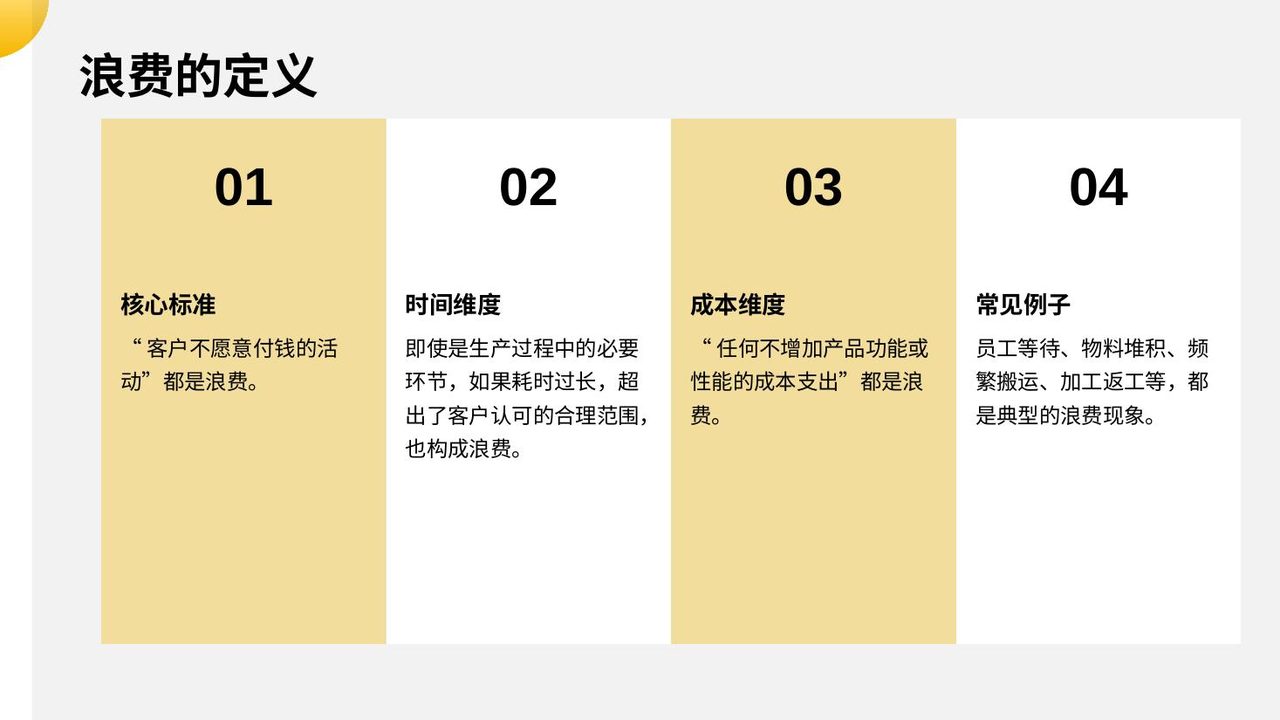 浪费的定义
01
核心标准
“客户不愿意付钱的活
动”都是浪费。
02
时间维度
即使是生产过程中的必要
环节，如果耗时过长，超
出了客户认可的合理范围，
也构成浪费。
03
成本维度
“任何不增加产品功能或
性能的成本支出”都是浪
费。
04
常见例子
员工等待、物料堆积、频
繁搬运、加工返工等，都
是典型的浪费现象。